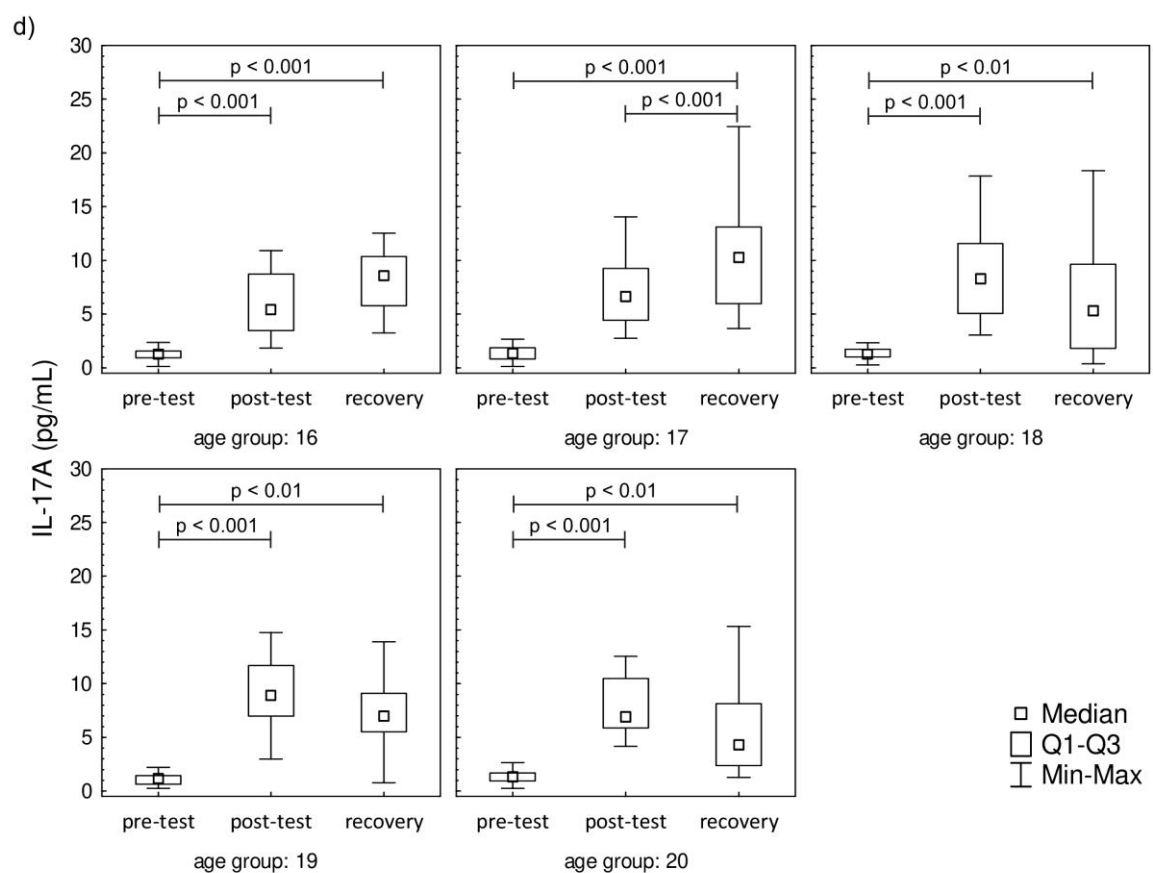 d)
30
25
20
15
10
5
0
p < 0.001
p < 0.001
pre-test post-test recovery
age group: 16
p < 0.001
p < 0.001
pre-test post-test recovery
age group: 17
p < 0.01
p < 0.001
pre-test post-test recovery
age group: 18
IL-17A (pg/mL)
30
25
20
15
10
5
0
p < 0.01
p < 0.001
pre-test post-test recovery
age group: 19
p < 0.01
p < 0.001
pre-test post-test recovery
age group: 20
Median
Q1-Q3
Min-Max